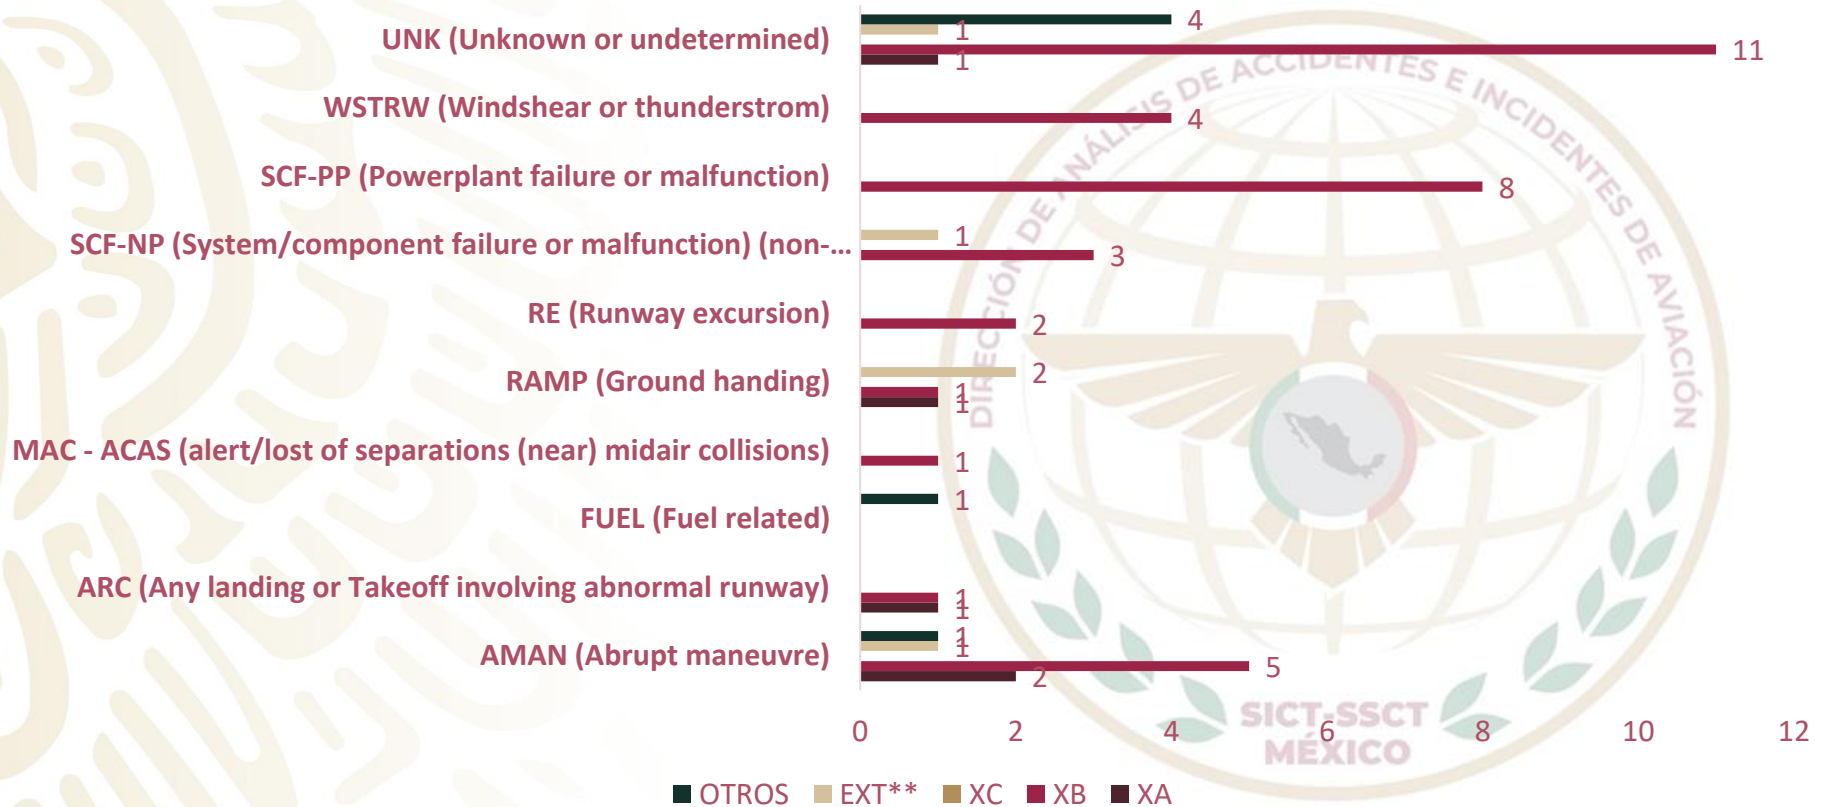 UNK (Unknown or undetermined)
4
1
11
1
WSTRW (Windshear or thunderstrom)
4
SCF-PP (Powerplant failure or malfunction)
8
SCF-NP (System/component failure or malfunction) (non-...
1
3
RE (Runway excursion)
2
RAMP (Ground handing)
2
1
1
MAC - ACAS (alert/lost of separations (near) midair collisions)
1
FUEL (Fuel related)
1
ARC (Any landing or Takeoff involving abnormal runway)
1
1
AMAN (Abrupt maneuvre)
1
1
5
2
0 2 4 6 8 10 12
OTROS EXT** XC XB XA
DIRECCIÓN DE ANÁLISIS DE ACCIDENTES E INCIDENTES DE AVIACIÓN
SICT-SSCT
MÉXICO